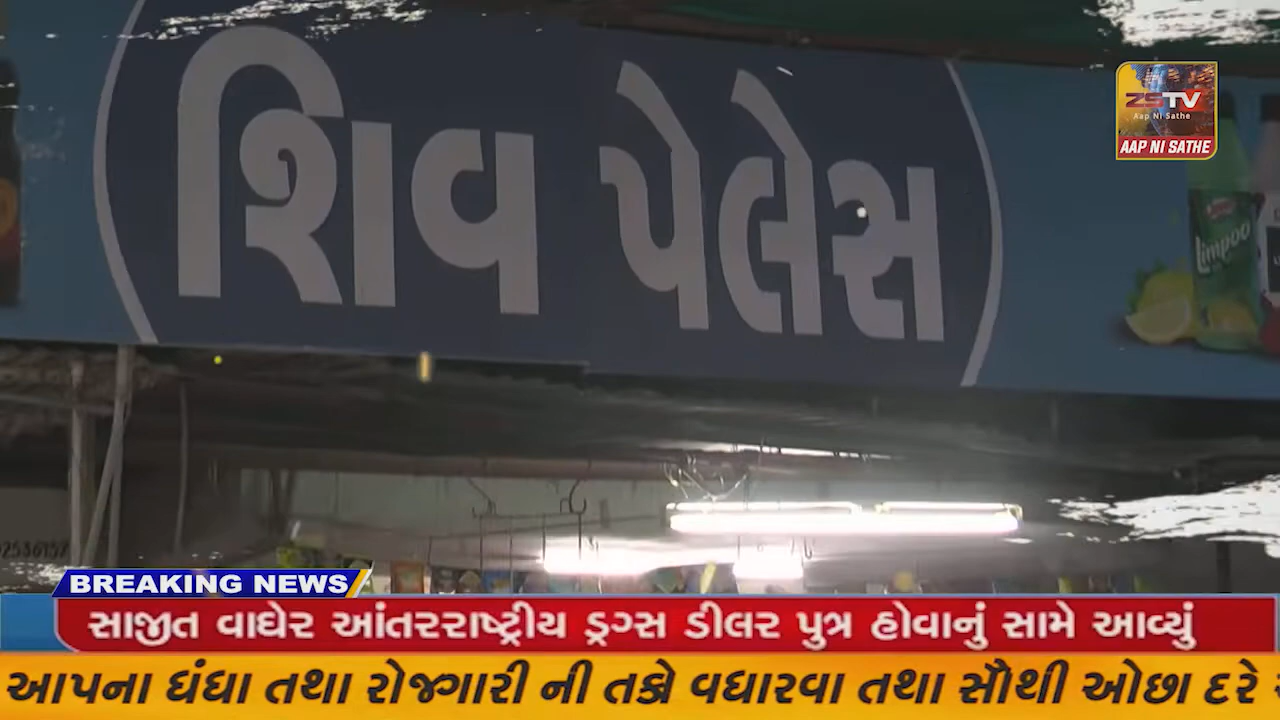 શિવ પેલેસ
ZSTV
Aap Ni Sathe
AAP NI SATHE
Limpoo
BREAKING NEWS
સાજીત વાઘેર આંતરરાષ્ટ્રીય ડ્રગ્સ ડીલર પુત્ર હોવાનું સામે આવ્યું
આપના ધંધા તથા રોજગારી ની તકો વધારવા તથા સૌથી ઓછા દરે